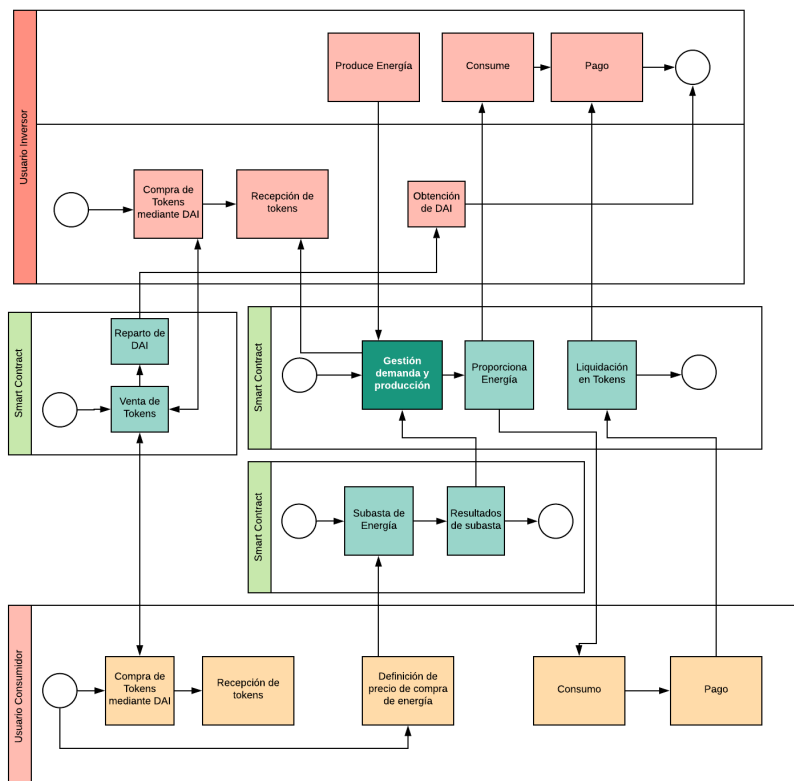 Usuario Inversor
Produce Energía
Consume
Pago
Compra de
Tokens
mediante DAI
Recepción de
tokens
Obtención
de DAI
Smart Contract
Reparto de
DAI
Venta de
Tokens
Smart Contract
Gestión
demanda y
producción
Proporciona
Energía
Liquidación
en Tokens
Smart Contract
Subasta de
Energía
Resultados
de subasta
Usuario Consumidor
Compra de
Tokens
mediante DAI
Recepción de
tokens
Definición de
precio de compra
de energía
Consumo
Pago